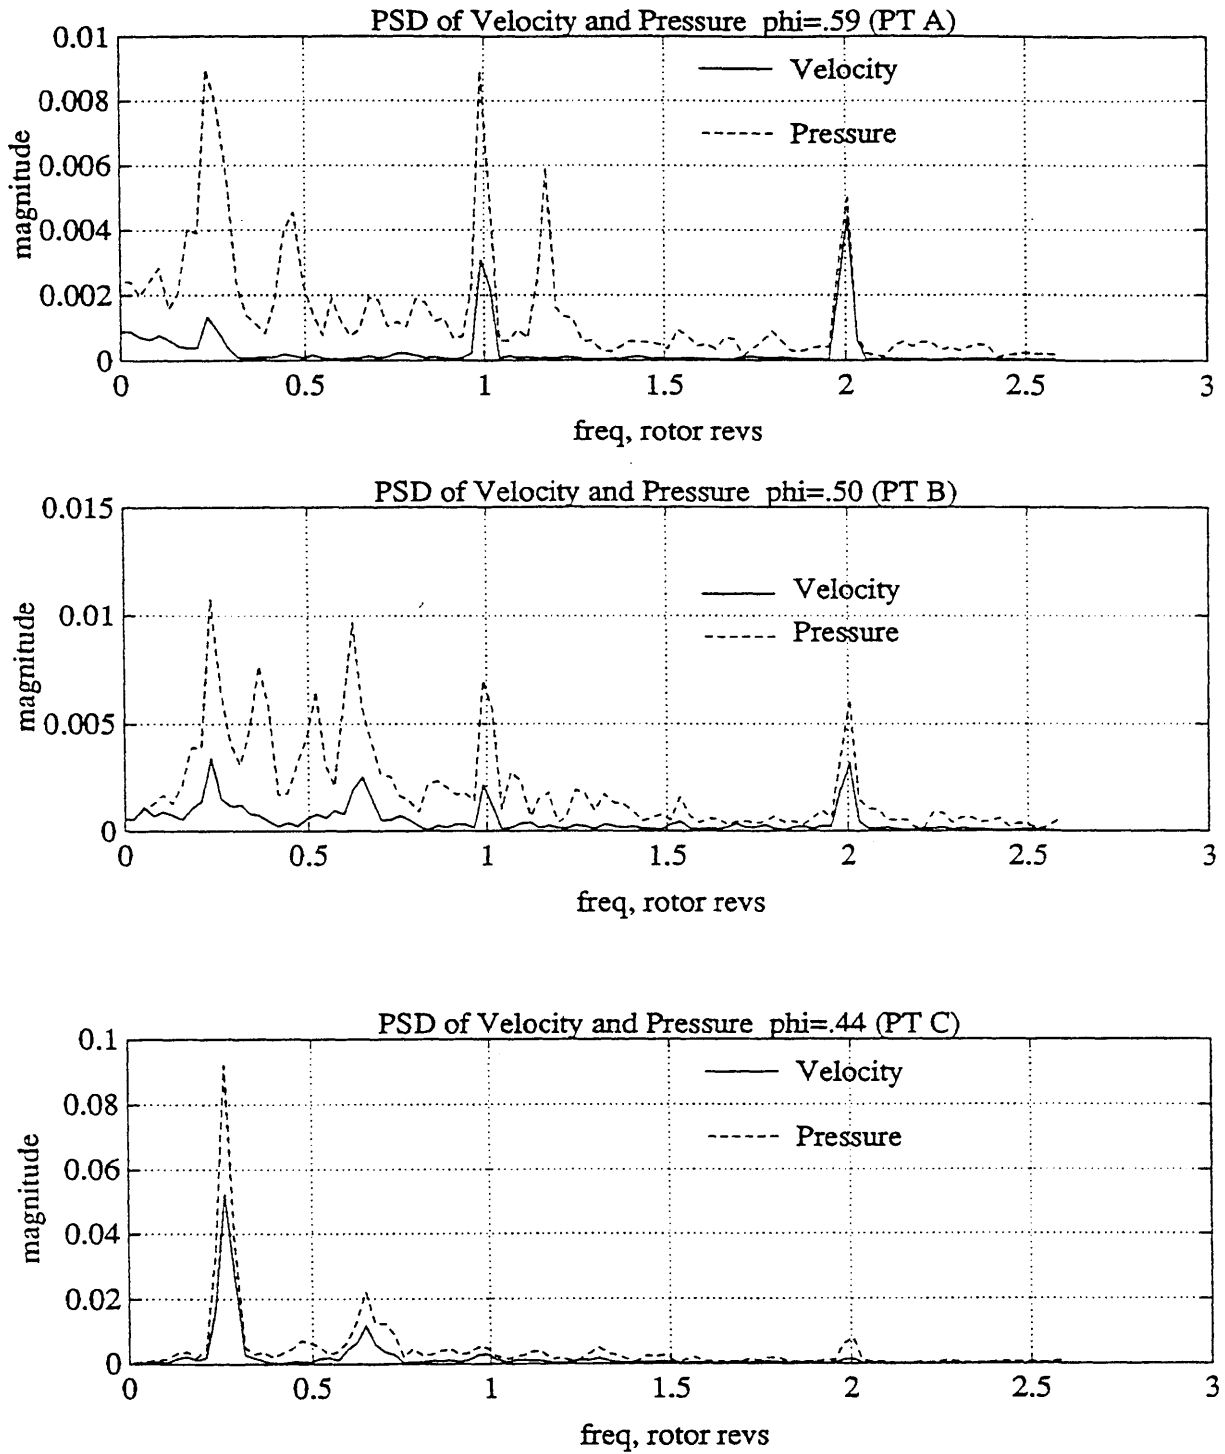 PSD of Velocity and Pressure phi=.59 (PT A)
0.01
0.008
0.006
0.004
0.002
0
magnitude
Velocity
Pressure
0 0.5 1 1.5 2 2.5 3
freq, rotor revs
PSD of Velocity and Pressure phi=.50 (PT B)
0.015
0.01
0.005
0
magnitude
Velocity
Pressure
0 0.5 1 1.5 2 2.5 3
freq, rotor revs
PSD of Velocity and Pressure phi=.44 (PT C)
0.1
0.08
0.06
0.04
0.02
0
magnitude
Velocity
Pressure
0 0.5 1 1.5 2 2.5 3
freq, rotor revs